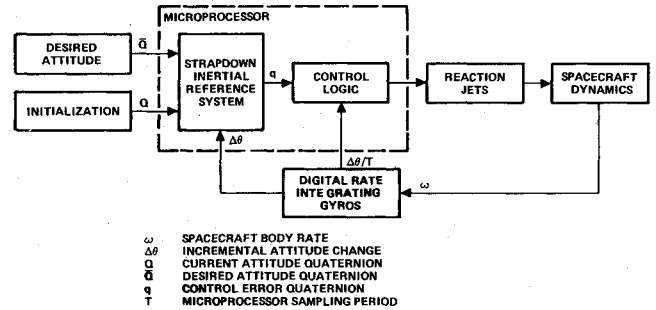 MICROPROCESSOR
DESIRED
ATTITUDE
Q̄
STRAPDOWN
INERTIAL
REFERENCE
SYSTEM
q
CONTROL
LOGIC
REACTION
JETS
SPACECRAFT
DYNAMICS
INITIALIZATION
Q
Δθ
Δθ/T
DIGITAL RATE
INTE GRATING
GYROS
ω
ω SPACECRAFT BODY RATE
Δθ INCREMENTAL ATTITUDE CHANGE
Q CURRENT ATTITUDE QUATERNION
Q̄ DESIRED ATTITUDE QUATERNION
q CONTROL ERROR QUATERNION
T MICROPROCESSOR SAMPLING PERIOD